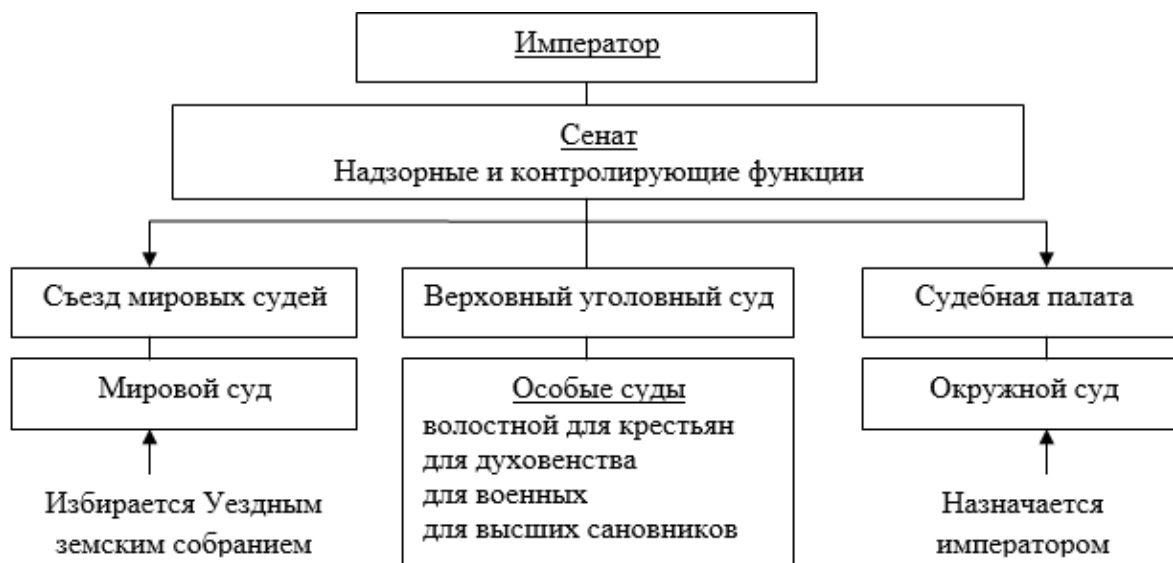 Император
Сенат
Надзорные и контролирующие функции
Съезд мировых судей
Верховный уголовный суд
Судебная палата
Мировой суд
Особые суды
волостной для крестьян
для духовенства
для военных
для высших сановников
Окружной суд
Избирается Уездным
земским собранием
Назначается
императором